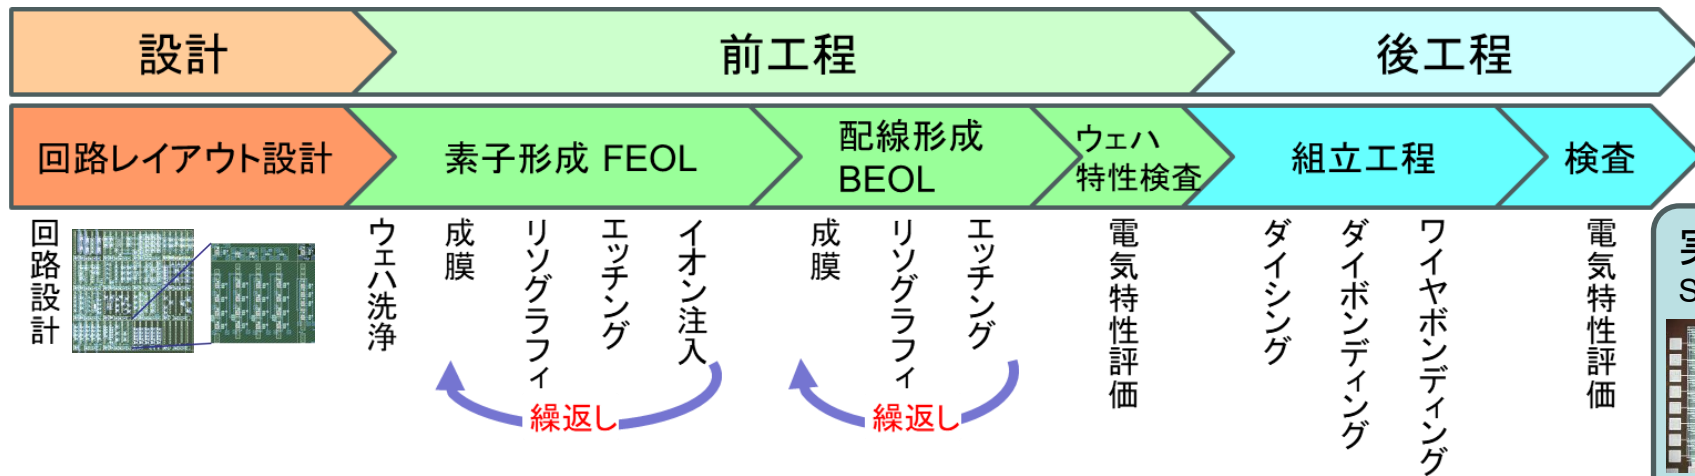 設計
前工程
後工程
回路レイアウト設計
素子形成 FEOL
配線形成
BEOL
ウェハ
特性検査
組立工程
検査
回路設計
ウェハ洗浄
成膜
リソグラフィ
エッチング
イオン注入
成膜
リソグラフィ
エッチング
電気特性評価
ダイシング
ダイボンディング
ワイヤボンディング
電気特性評価
繰返し
繰返し
実
S